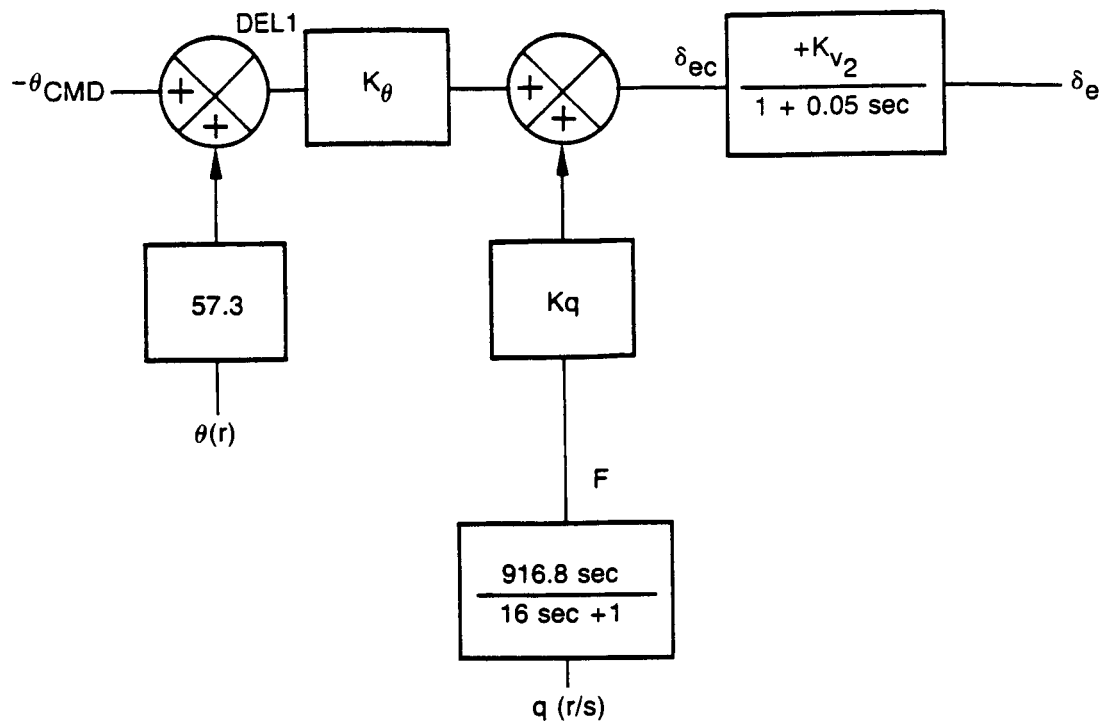 DEL1
-θCMD
+
+
Kθ
+
+
δec
+Kv2
1 + 0.05 sec
δe
57.3
Kq
θ(r)
F
916.8 sec
16 sec +1
q (r/s)